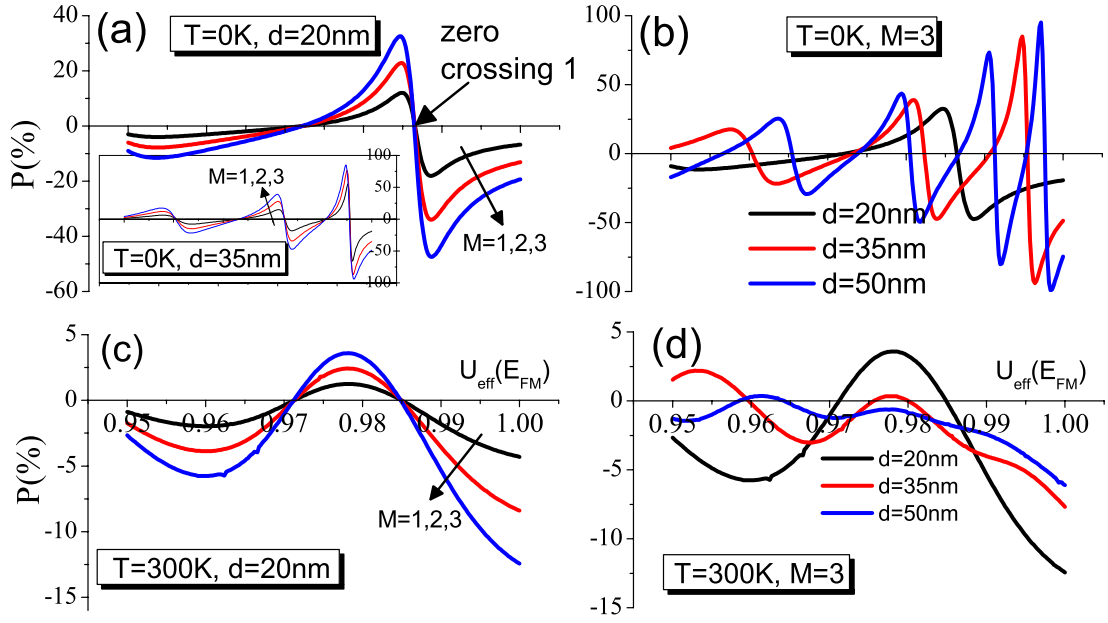 (a)
T=0K, d=20nm
zero
crossing 1
40
20
0
-20
-40
-60
P(%)
M=1,2,3
M=1,2,3
T=0K, d=35nm
100
50
0
-50
-100
(b)
T=0K, M=3
100
50
0
-50
-100
d=20nm
d=35nm
d=50nm
(c)
5
0
-5
-10
-15
P(%)
U_eff(E_FM)
0.95
0.96
0.97
0.98
0.99
1.00
M=1,2,3
T=300K, d=20nm
(d)
5
0
-5
-10
-15
U_eff(E_FM)
0.95
0.96
0.97
0.98
0.99
1.00
d=20nm
d=35nm
d=50nm
T=300K, M=3